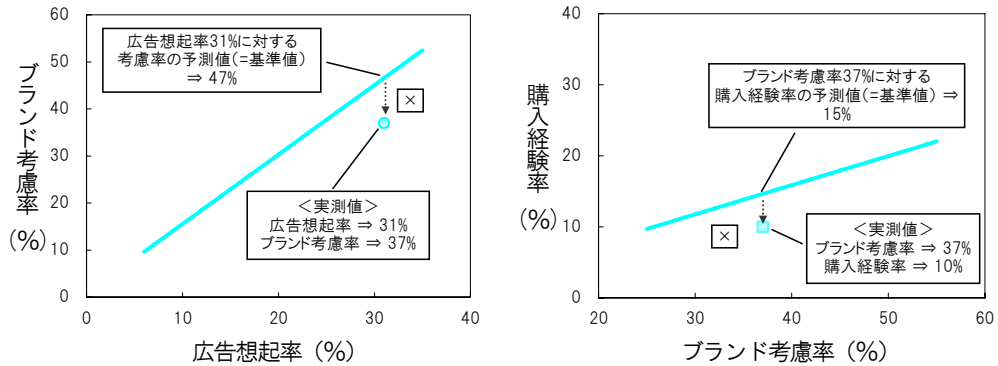 60
50
40
30
20
10
0
ブランド考慮率
(%)
広告想起率31%に対する
考慮率の予測値(=基準値)
⇒ 47%
×
＜実測値＞
広告想起率 ⇒ 31%
ブランド考慮率 ⇒ 37%
0 10 20 30 40
広告想起率 (%)
40
30
20
10
0
購入経験率
(%)
ブランド考慮率37%に対する
購入経験率の予測値(=基準値) ⇒
15%
×
＜実測値＞
ブランド考慮率 ⇒ 37%
購入経験率 ⇒ 10%
20 30 40 50 60
ブランド考慮率 (%)